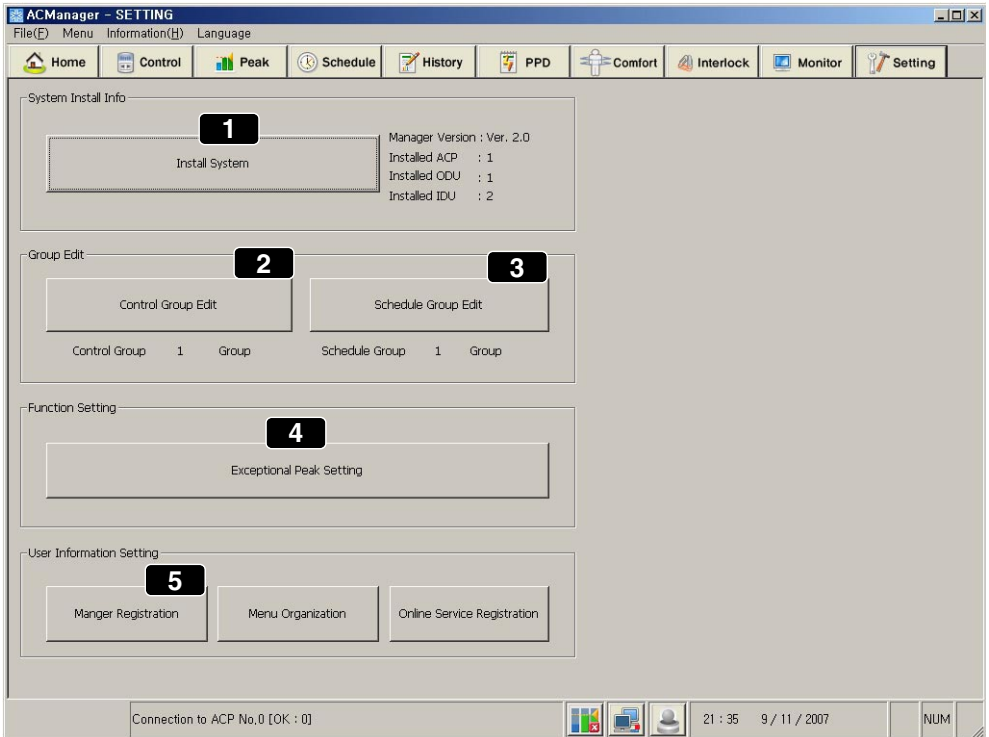 ACManager - SETTING
File(F) Menu Information(H) Language
Home Control Peak Schedule History PPD Comfort Interlock Monitor Setting
System Install Info
1
Install System
Manager Version : Ver. 2.0
Installed ACP : 1
Installed ODU : 1
Installed IDU : 2
Group Edit
2
3
Control Group Edit
Schedule Group Edit
Control Group 1 Group
Schedule Group 1 Group
Function Setting
4
Exceptional Peak Setting
User Information Setting
5
Manger Registration
Menu Organization
Online Service Registration
Connection to ACP No,0 [OK : 0]
21 : 35 9 / 11 / 2007
NUM